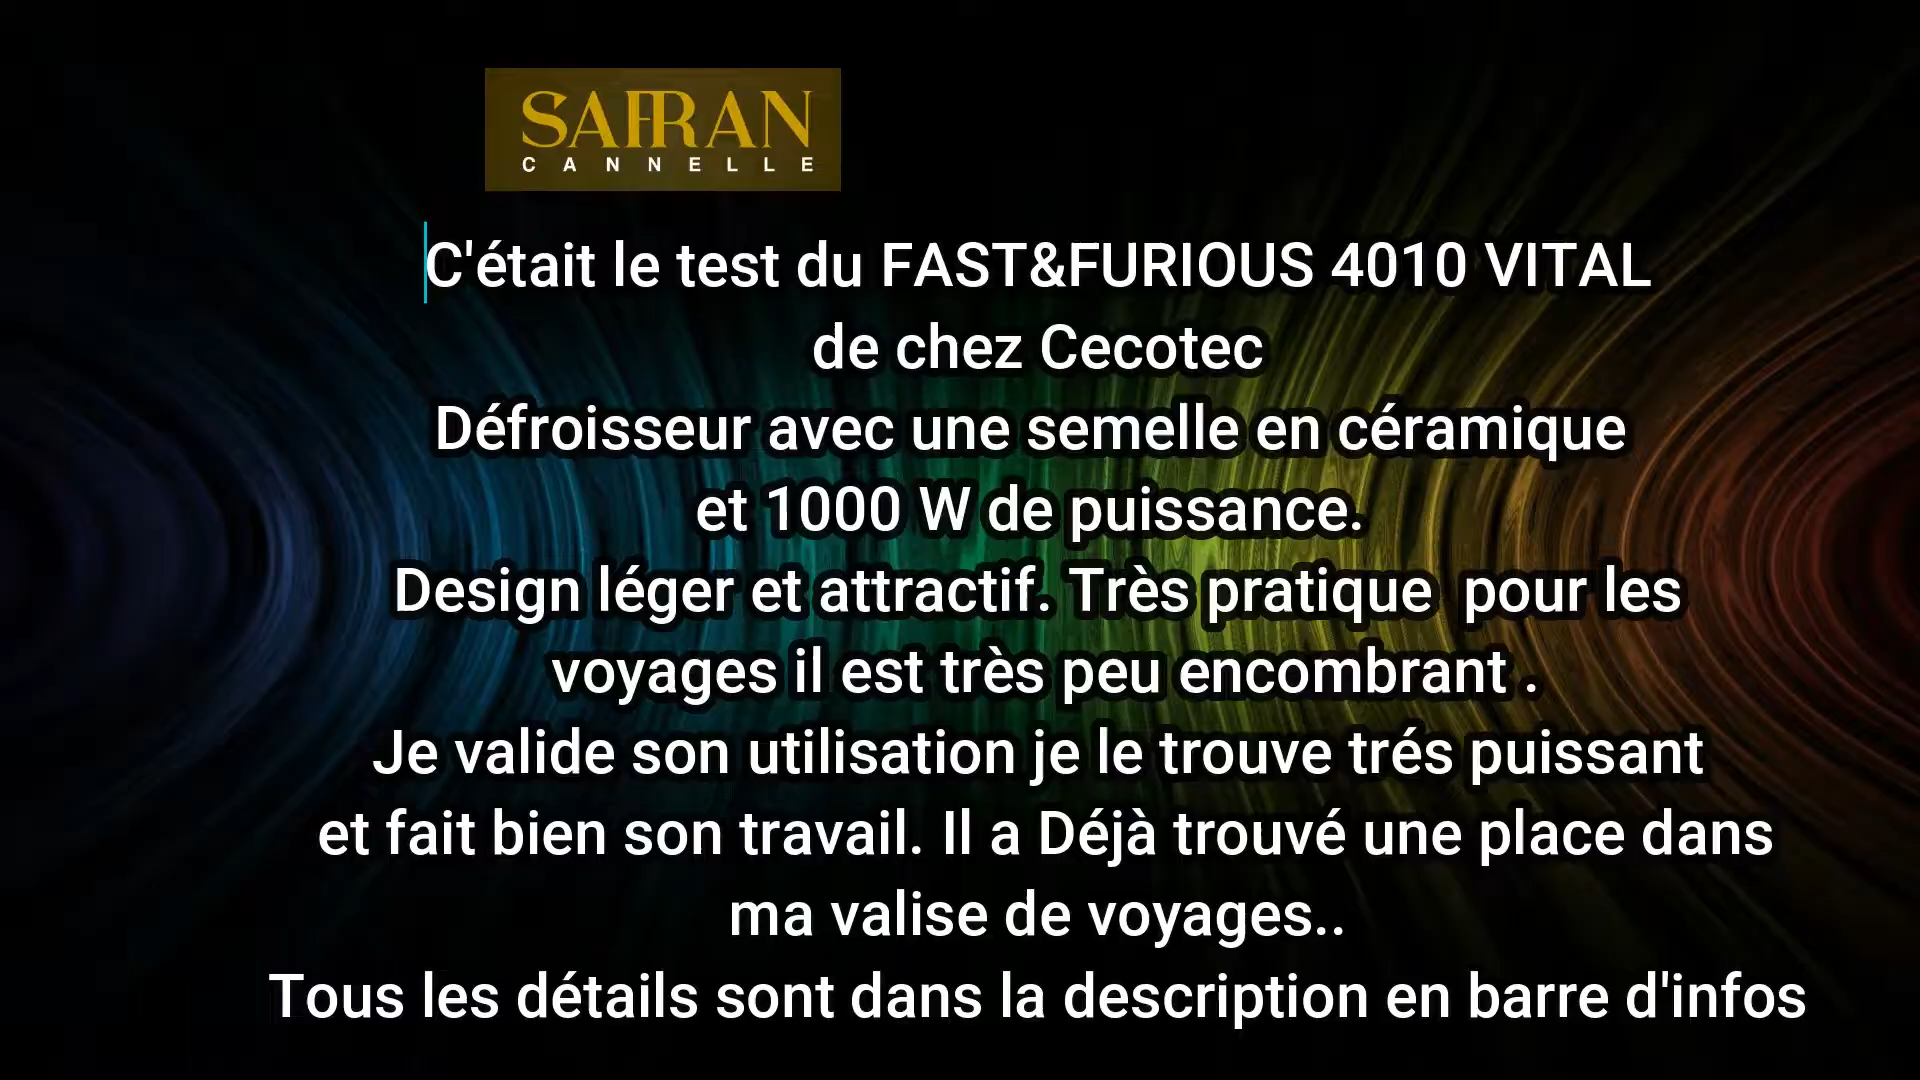 SAFRAN
CANNELLE
C'était le test du FAST&FURIOUS 4010 VITAL
de chez Cecotec
Défroisseur avec une semelle en céramique
et 1000 W de puissance.
Design léger et attractif. Très pratique  pour les
voyages il est très peu encombrant .
Je valide son utilisation je le trouve trés puissant
et fait bien son travail. Il a Déjà trouvé une place dans
ma valise de voyages..
Tous les détails sont dans la description en barre d'infos